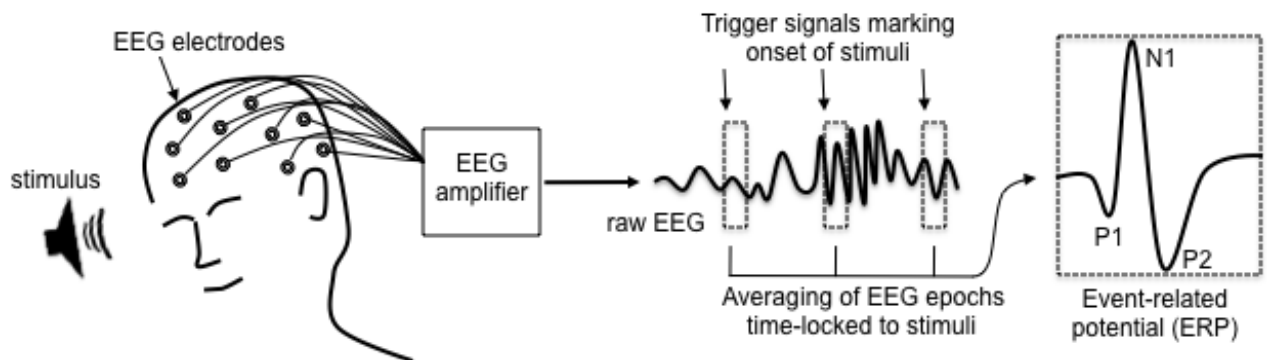 EEG electrodes
stimulus
EEG
amplifier
raw EEG
Trigger signals marking
onset of stimuli
Averaging of EEG epochs
time-locked to stimuli
N1
P1
P2
Event-related
potential (ERP)